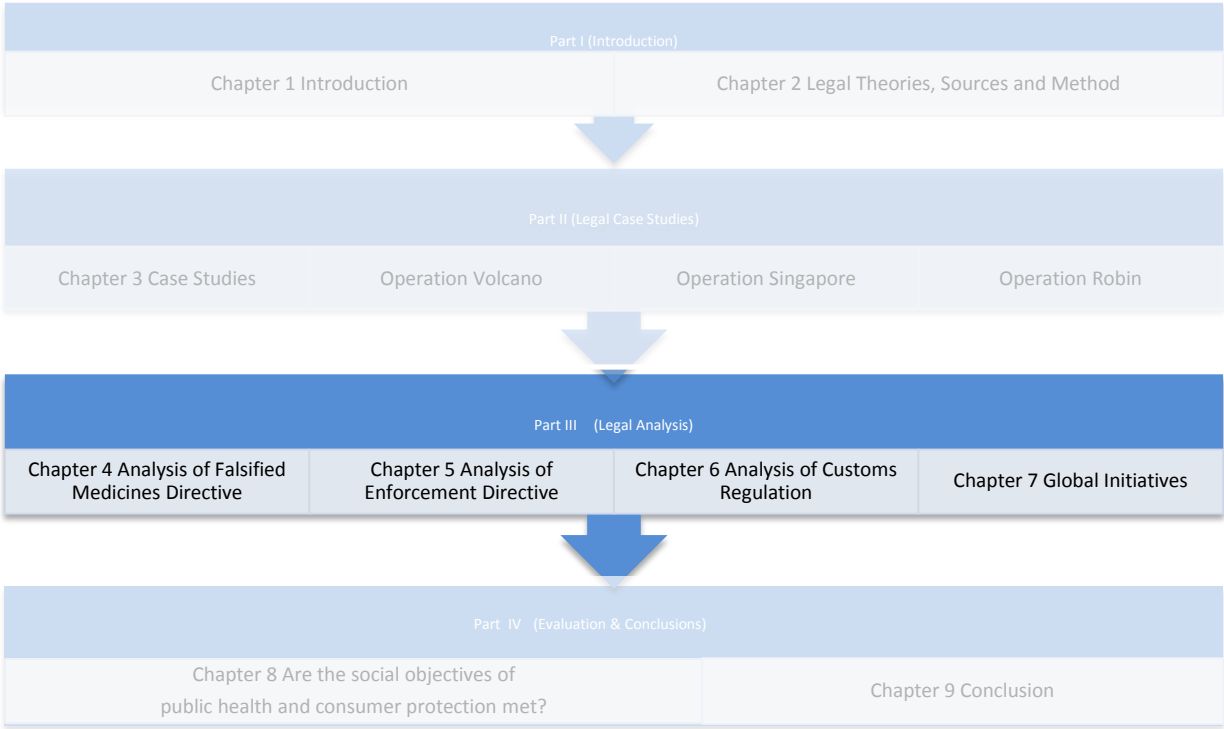 Part I (Introduction)
Chapter 1 Introduction
Chapter 2 Legal Theories, Sources and Method
Part II (Legal Case Studies)
Chapter 3 Case Studies
Operation Volcano
Operation Singapore
Operation Robin
Part III (Legal Analysis)
Chapter 4 Analysis of Falsified
Medicines Directive
Chapter 5 Analysis of
Enforcement Directive
Chapter 6 Analysis of Customs
Regulation
Chapter 7 Global Initiatives
Part IV (Evaluation & Conclusions)
Chapter 8 Are the social objectives of
public health and consumer protection met?
Chapter 9 Conclusion